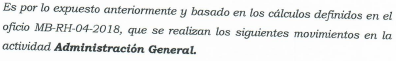 Es por lo expuesto anteriormente y basado en los cálculos definidos en el
oficio MB-RH-04-2018, que se realizan los siguientes movimientos en la
actividad Administración General.